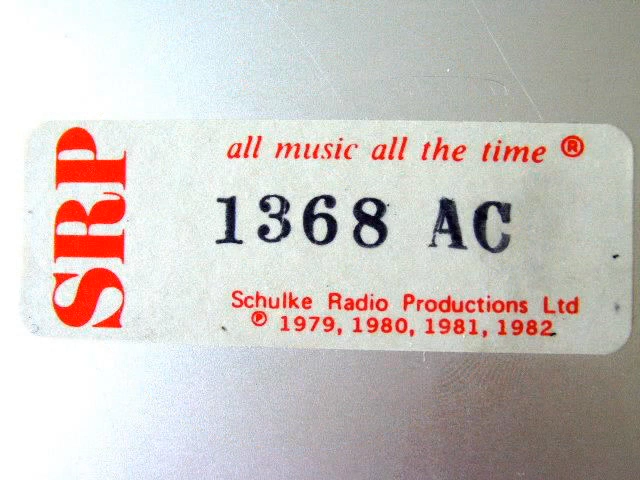 SRP
all music all the time ®
1368 AC
Schulke Radio Productions Ltd
℗ 1979, 1980, 1981, 1982